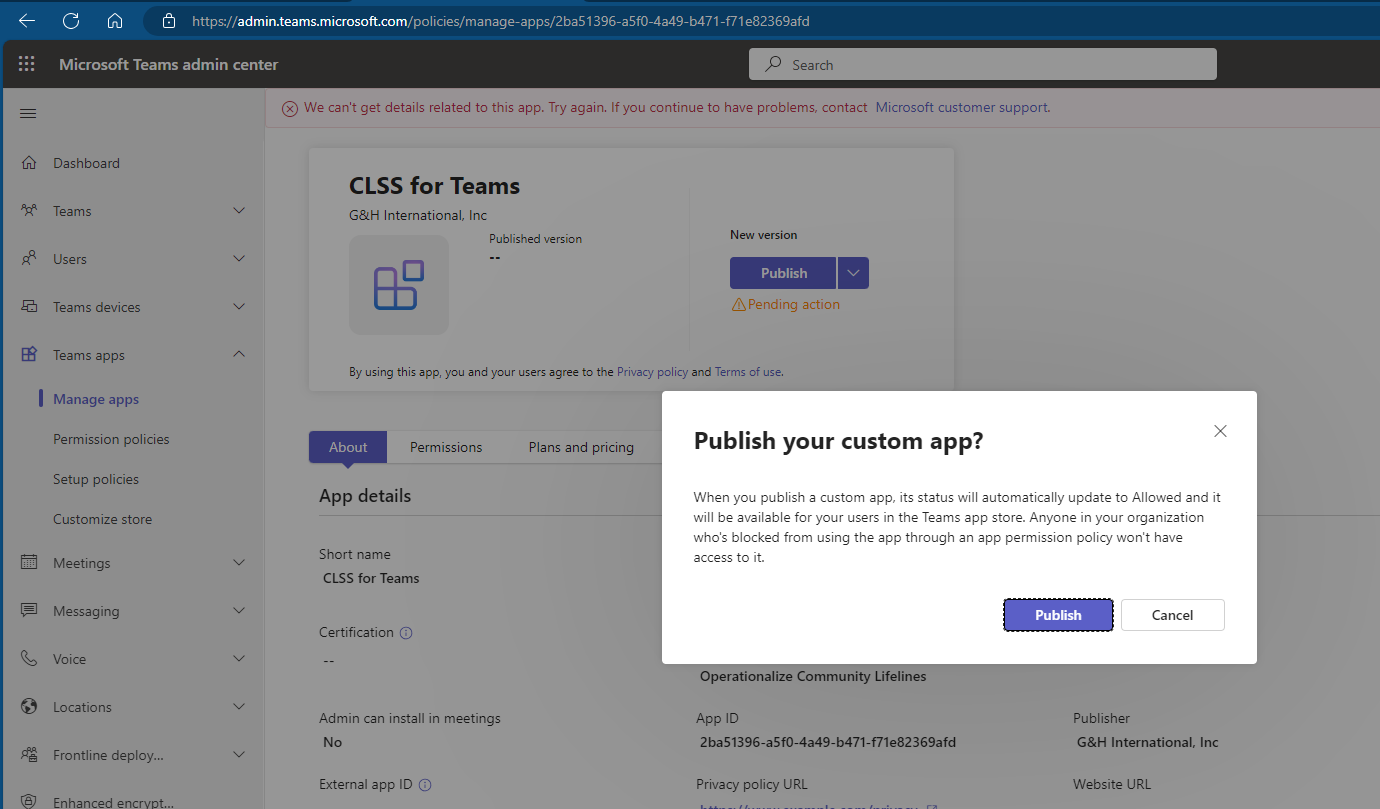 https://admin.teams.microsoft.com/policies/manage-apps/2ba51396-a5f0-4a49-b471-f71e82369afd
Microsoft Teams admin center
Search
We can't get details related to this app. Try again. If you continue to have problems, contact Microsoft customer support.
Dashboard
Teams
Users
Teams devices
Teams apps
Manage apps
Permission policies
Setup policies
Customize store
Meetings
Messaging
Voice
Locations
Frontline deploy...
Enhanced encrypt...
CLSS for Teams
G&H International, Inc
Published version
--
New version
Publish
Pending action
By using this app, you and your users agree to the Privacy policy and Terms of use.
About
Permissions
Plans and pricing
App details
Short name
CLSS for Teams
Certification
--
Operationalize Community Lifelines
Admin can install in meetings
No
App ID
2ba51396-a5f0-4a49-b471-f71e82369afd
Publisher
G&H International, Inc
External app ID
Privacy policy URL
https://www.example.com/privacy
Website URL
Publish your custom app?
When you publish a custom app, its status will automatically update to Allowed and it
will be available for your users in the Teams app store. Anyone in your organization
who's blocked from using the app through an app permission policy won't have
access to it.
Publish
Cancel